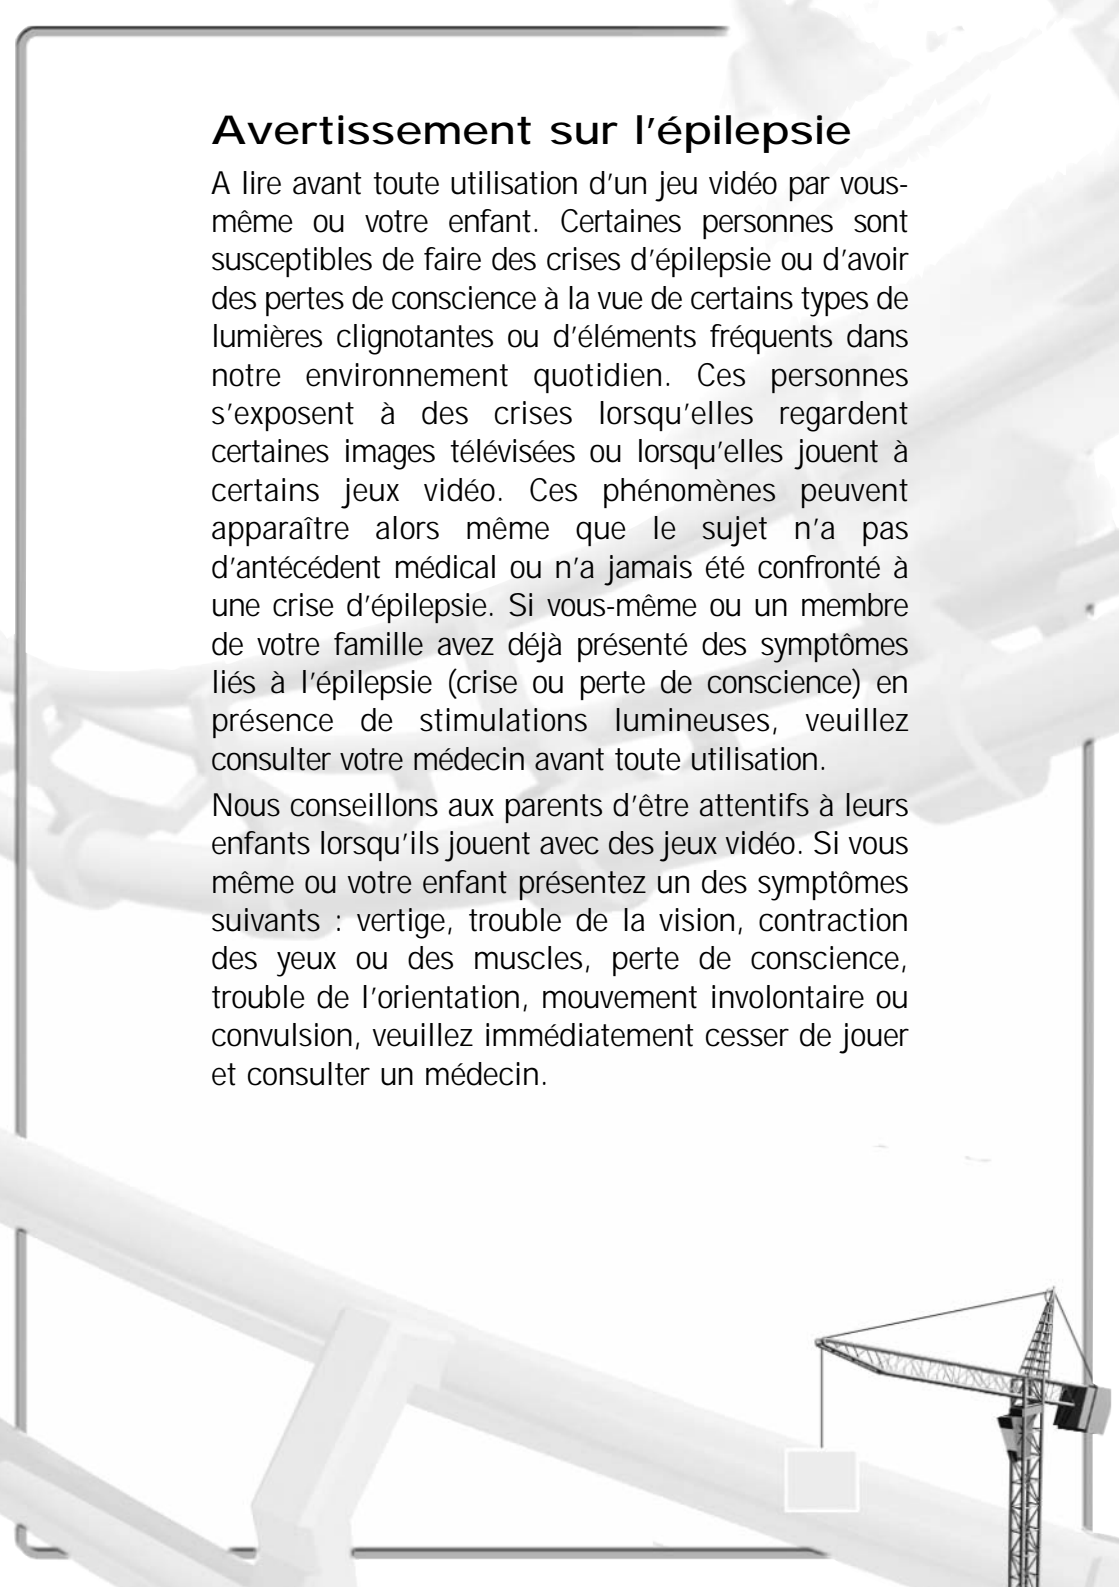 Avertissement sur l'épilepsie
A lire avant toute utilisation d'un jeu vidéo par vous-
même ou votre enfant. Certaines personnes sont
susceptibles de faire des crises d'épilepsie ou d'avoir
des pertes de conscience à la vue de certains types de
lumières clignotantes ou d'éléments fréquents dans
notre environnement quotidien. Ces personnes
s'exposent à des crises lorsqu'elles regardent
certaines images télévisées ou lorsqu'elles jouent à
certains jeux vidéo. Ces phénomènes peuvent
apparaître alors même que le sujet n'a pas
d'antécédent médical ou n'a jamais été confronté à
une crise d'épilepsie. Si vous-même ou un membre
de votre famille avez déjà présenté des symptômes
liés à l'épilepsie (crise ou perte de conscience) en
présence de stimulations lumineuses, veuillez
consulter votre médecin avant toute utilisation.
Nous conseillons aux parents d'être attentifs à leurs
enfants lorsqu'ils jouent avec des jeux vidéo. Si vous
même ou votre enfant présentez un des symptômes
suivants : vertige, trouble de la vision, contraction
des yeux ou des muscles, perte de conscience,
trouble de l'orientation, mouvement involontaire ou
convulsion, veuillez immédiatement cesser de jouer
et consulter un médecin.